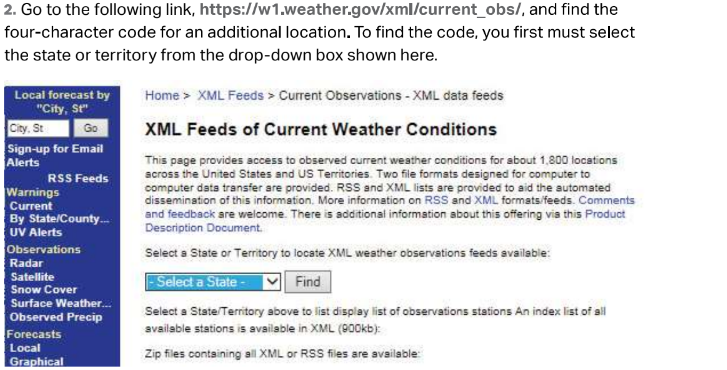 2. Go to the following link, https://w1.weather.gov/xml/current_obs/, and find the
four-character code for an additional location. To find the code, you first must select
the state or territory from the drop-down box shown here.
Local forecast by
"City, St"
City, St Go
Sign-up for Email
Alerts
RSS Feeds
Warnings
Current
By State/County...
UV Alerts
Observations
Radar
Satellite
Snow Cover
Surface Weather...
Observed Precip
Forecasts
Local
Graphical
Home > XML Feeds > Current Observations - XML data feeds
XML Feeds of Current Weather Conditions
This page provides access to observed current weather conditions for about 1,800 locations
across the United States and US Territories. Two file formats designed for computer to
computer data transfer are provided. RSS and XML lists are provided to aid the automated
dissemination of this information. More information on RSS and XML formats/feeds. Comments
and feedback are welcome. There is additional information about this offering via this Product
Description Document.
Select a State or Territory to locate XML weather observations feeds available:
- Select a State - Find
Select a State/Territory above to list display list of observations stations An index list of all
available stations is available in XML (900kb):
Zip files containing all XML or RSS files are available: